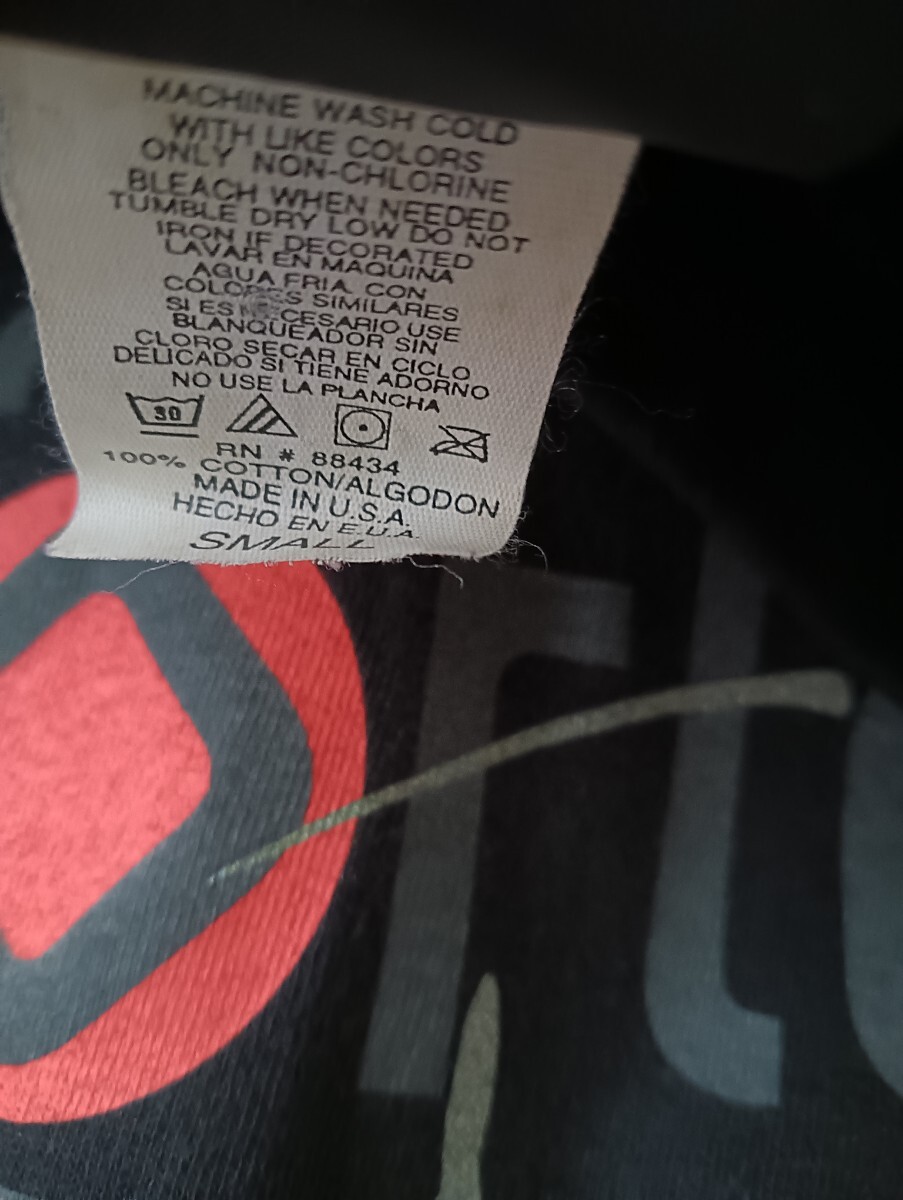 MACHINE WASH COLD
WITH LIKE COLORS
ONLY NON-CHLORINE
BLEACH WHEN NEEDED
TUMBLE DRY LOW DO NOT
IRON IF DECORATED
LAVAR EN MAQUINA
AGUA FRIA CON
COLORES SIMILARES
SI ES NECESARIO USE
BLANQUEADOR SIN
CLORO SECAR EN CICLO
DELICADO SI TIENE ADORNO
NO USE LA PLANCHA
30
RN # 88434
100% COTTON/ALGODON
MADE IN U.S.A.
HECHO EN E.U.A.
SMALL